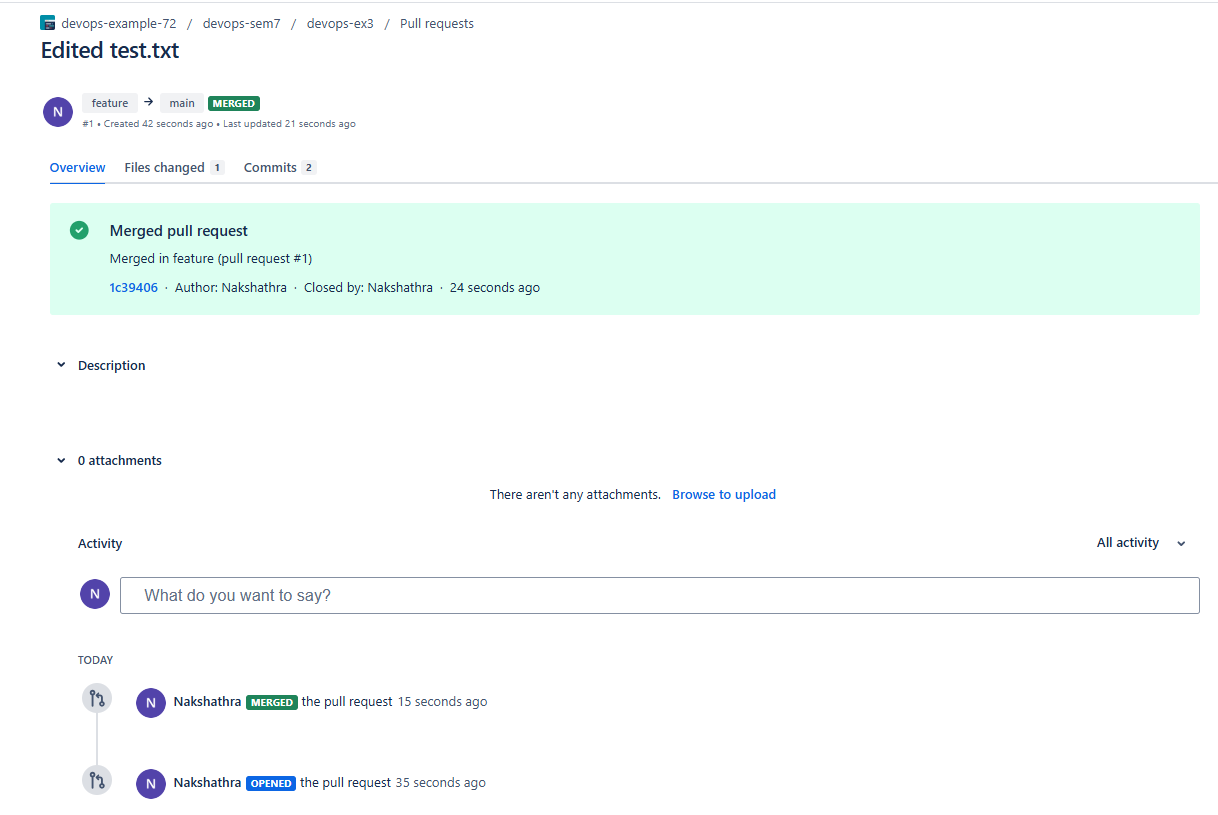 devops-example-72 / devops-sem7 / devops-ex3 / Pull requests
Edited test.txt
N feature → main MERGED
#1 • Created 42 seconds ago • Last updated 21 seconds ago
Overview Files changed 1 Commits 2
Merged pull request
Merged in feature (pull request #1)
1c39406 · Author: Nakshathra · Closed by: Nakshathra · 24 seconds ago
Description
0 attachments
There aren't any attachments. Browse to upload
Activity All activity
N What do you want to say?
TODAY
N Nakshathra MERGED the pull request 15 seconds ago
N Nakshathra OPENED the pull request 35 seconds ago